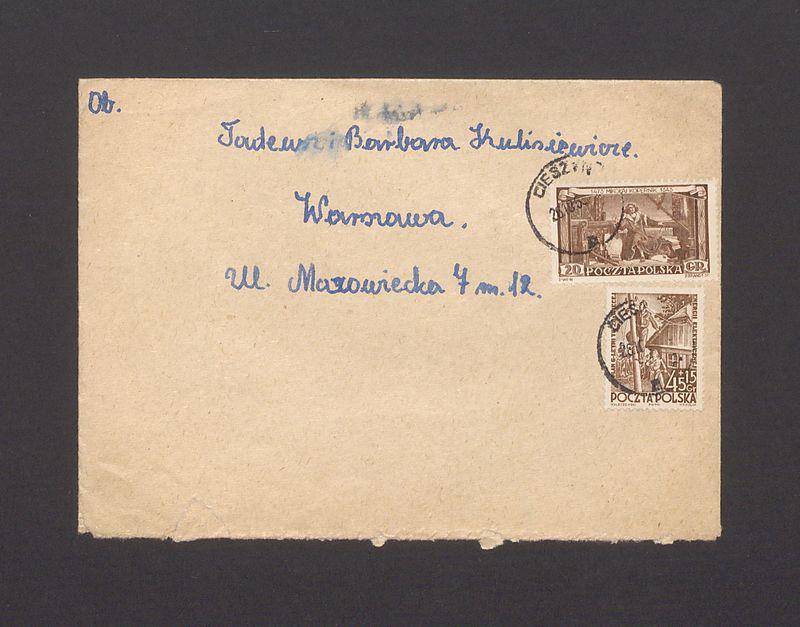 Ob.
Tadeusz i Barbara Kulisiewicze.
Warszawa.
Ul. Mazowiecka 7 m. 12.
CIESZYN
1473 MIKOŁAJ KOPERNIK 1543
20 POCZTA POLSKA GR.
CIESZ
45+15 Gr
POCZTA POLSKA